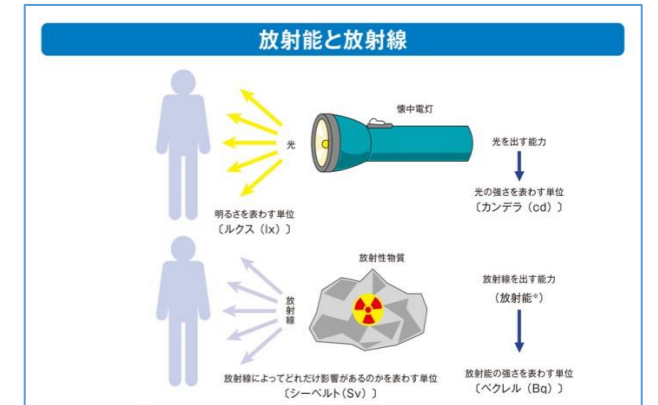 放射能と放射線
懐中電灯
光
光を出す能力
光の強さを表わす単位
〔カンデラ（cd）〕
明るさを表わす単位
〔ルクス（lx）〕
放射性物質
放射線
放射線を出す能力
（放射能※）
放射線によってどれだけ影響があるのかを表わす単位
〔シーベルト（Sv）〕
放射能の強さを表わす単位
〔ベクレル（Bq）〕